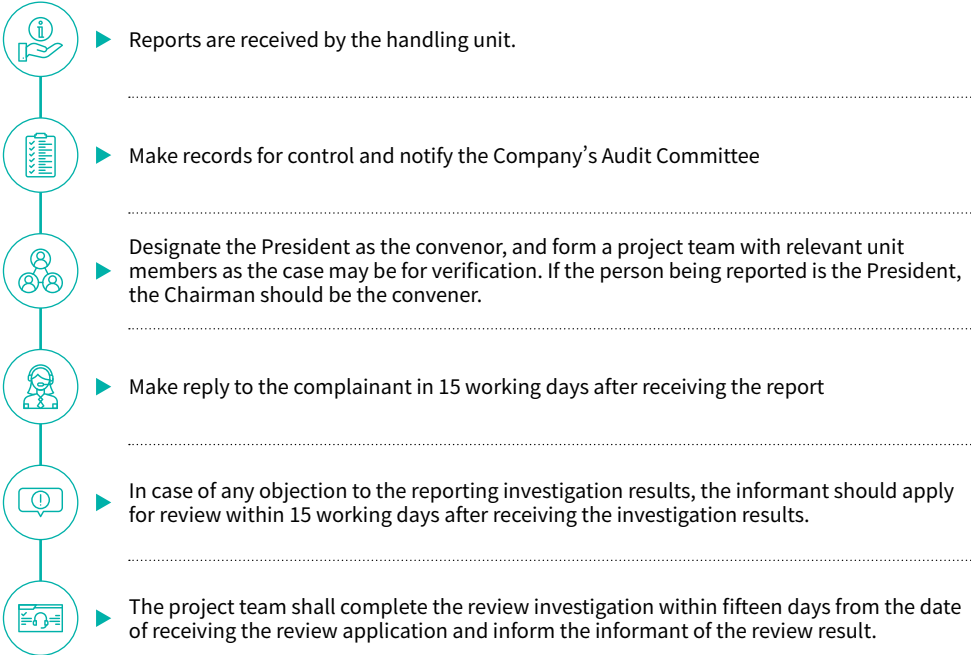 Reports are received by the handling unit.
Make records for control and notify the Company’s Audit Committee
Designate the President as the convenor, and form a project team with relevant unit
members as the case may be for verification. If the person being reported is the President,
the Chairman should be the convener.
Make reply to the complainant in 15 working days after receiving the report
In case of any objection to the reporting investigation results, the informant should apply
for review within 15 working days after receiving the investigation results.
The project team shall complete the review investigation within fifteen days from the date
of receiving the review application and inform the informant of the review result.